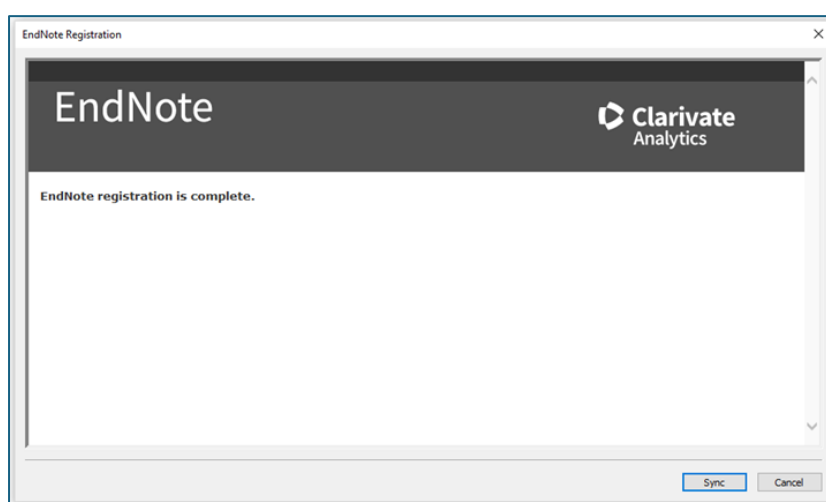 EndNote Registration
EndNote
Clarivate
Analytics
EndNote registration is complete.
Sync Cancel